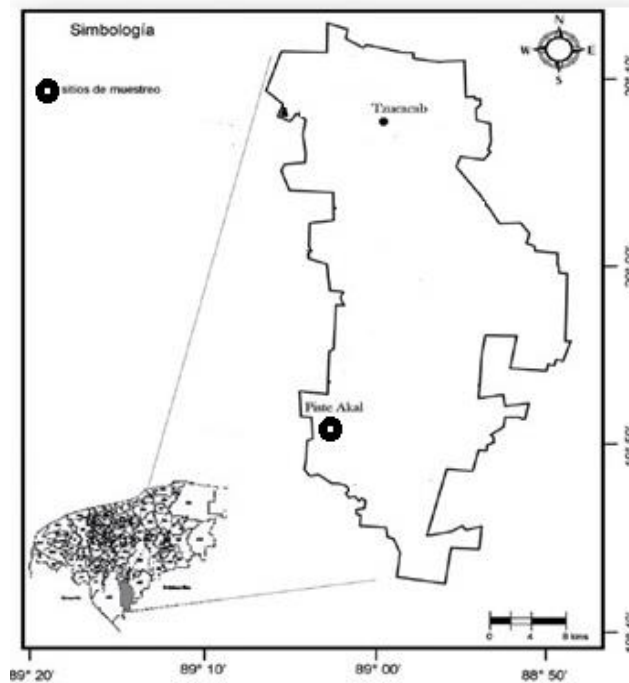 Simbología
sitios de muestreo
N
W E
S
Tzucacab
Piste Akal
0 4 8 kms
89° 20' 89° 10' 89° 00' 88° 50'